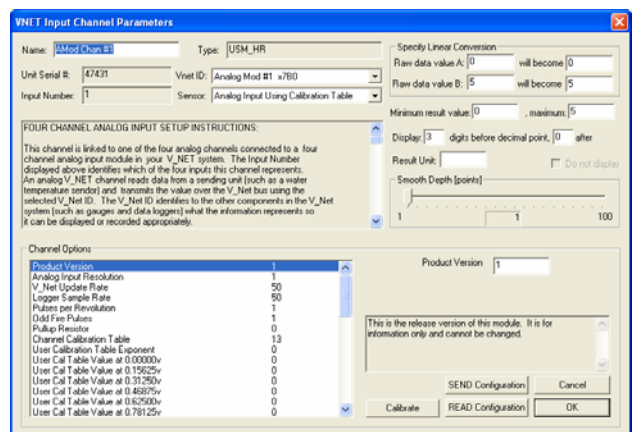 VNET Input Channel Parameters
Name: AMod Chan #1 Type: USM_HR
Unit Serial #: 47431 Vnet ID: Analog Mod #1 x7B0
Input Number: 1 Sensor: Analog Input Using Calibration Table
FOUR CHANNEL ANALOG INPUT SETUP INSTRUCTIONS:
This channel is linked to one of the four analog channels connected to a four
channel analog input module in your V_NET system. The Input Number
displayed above identifies which of the four inputs this channel represents.
An analog V_NET channel reads data from a sending unit (such as a water
temperature sendor) and transmits the value over the V_Net bus using the
selected V_Net ID. The V_Net ID identifies to the other components in the V_Net
system (such as gauges and data loggers) what the information represents so
it can be displayed or recorded appropriately.
Specify Linear Conversion
Raw data value A: 0 will become 0
Raw data value B: 5 will become 5
Minimum result value: 0 , maximum: 5
Display: 3 digits before decimal point, 0 after
Result Unit: Do not display
Smooth Depth [points]
1 1 100
Channel Options
Product Version 1
Analog Input Resolution 1
V_Net Update Rate 50
Logger Sample Rate 50
Pulses per Revolution 1
Odd Fire Pulses 1
Pullup Resistor 0
Channel Calibration Table 13
User Calibration Table Exponent 0
User Cal Table Value at 0.00000v 0
User Cal Table Value at 0.15625v 0
User Cal Table Value at 0.31250v 0
User Cal Table Value at 0.46875v 0
User Cal Table Value at 0.62500v 0
User Cal Table Value at 0.78125v 0
Product Version 1
This is the release version of this module. It is for
information only and cannot be changed.
SEND Configuration Cancel
Calibrate READ Configuration OK